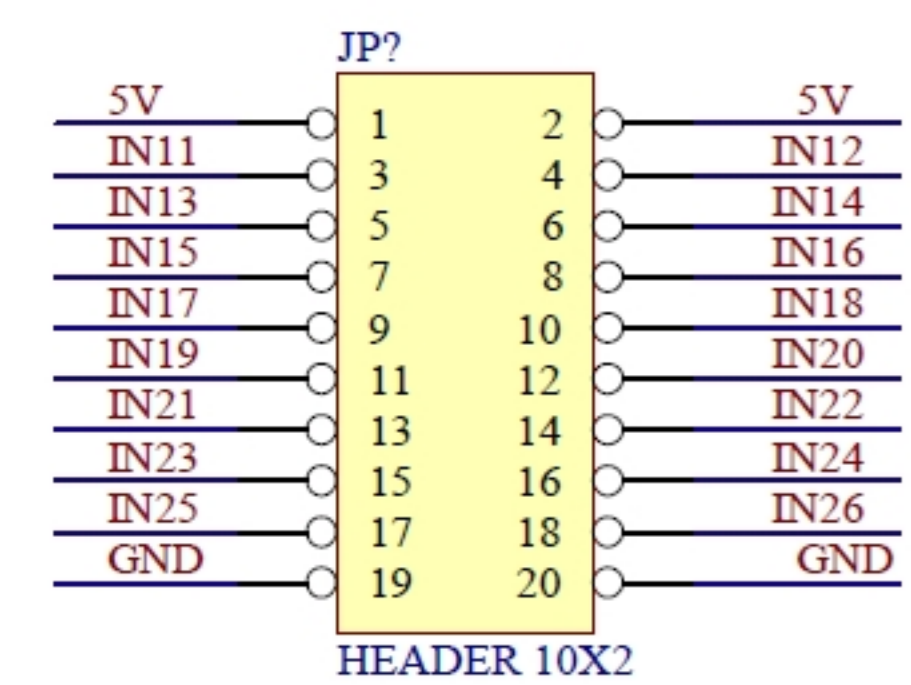 JP?
5V 1 2 5V
IN11 3 4 IN12
IN13 5 6 IN14
IN15 7 8 IN16
IN17 9 10 IN18
IN19 11 12 IN20
IN21 13 14 IN22
IN23 15 16 IN24
IN25 17 18 IN26
GND 19 20 GND
HEADER 10X2